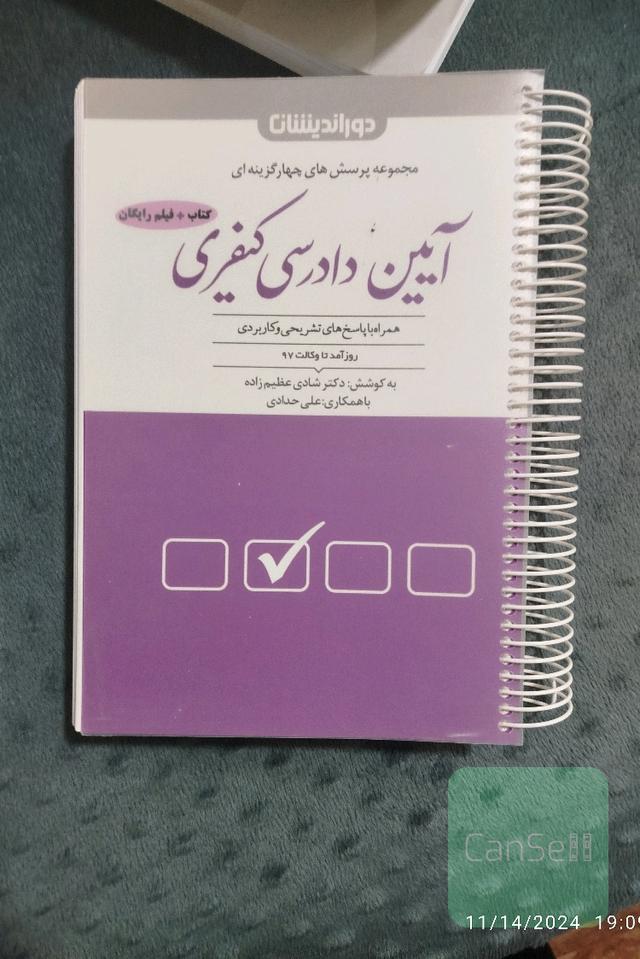 دوراندیشان
مجموعه پرسش های چهارگزینه ای
کتاب + فیلم رایگان
آیین دادرسی کیفری
همراه با پاسخ های تشریحی و کاربردی
روزآمد تا وکالت ۹۷
به کوشش: دکتر شادی عظیم زاده
با همکاری: علی حدادی
CanSell
11/14/2024 19:09